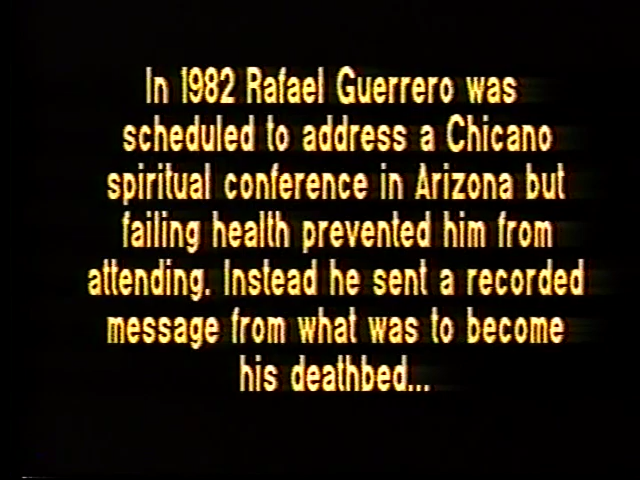 In 1982 Rafael Guerrero was
scheduled to address a Chicano
spiritual conference in Arizona but
failing health prevented him from
attending. Instead he sent a recorded
message from what was to become
his deathbed...